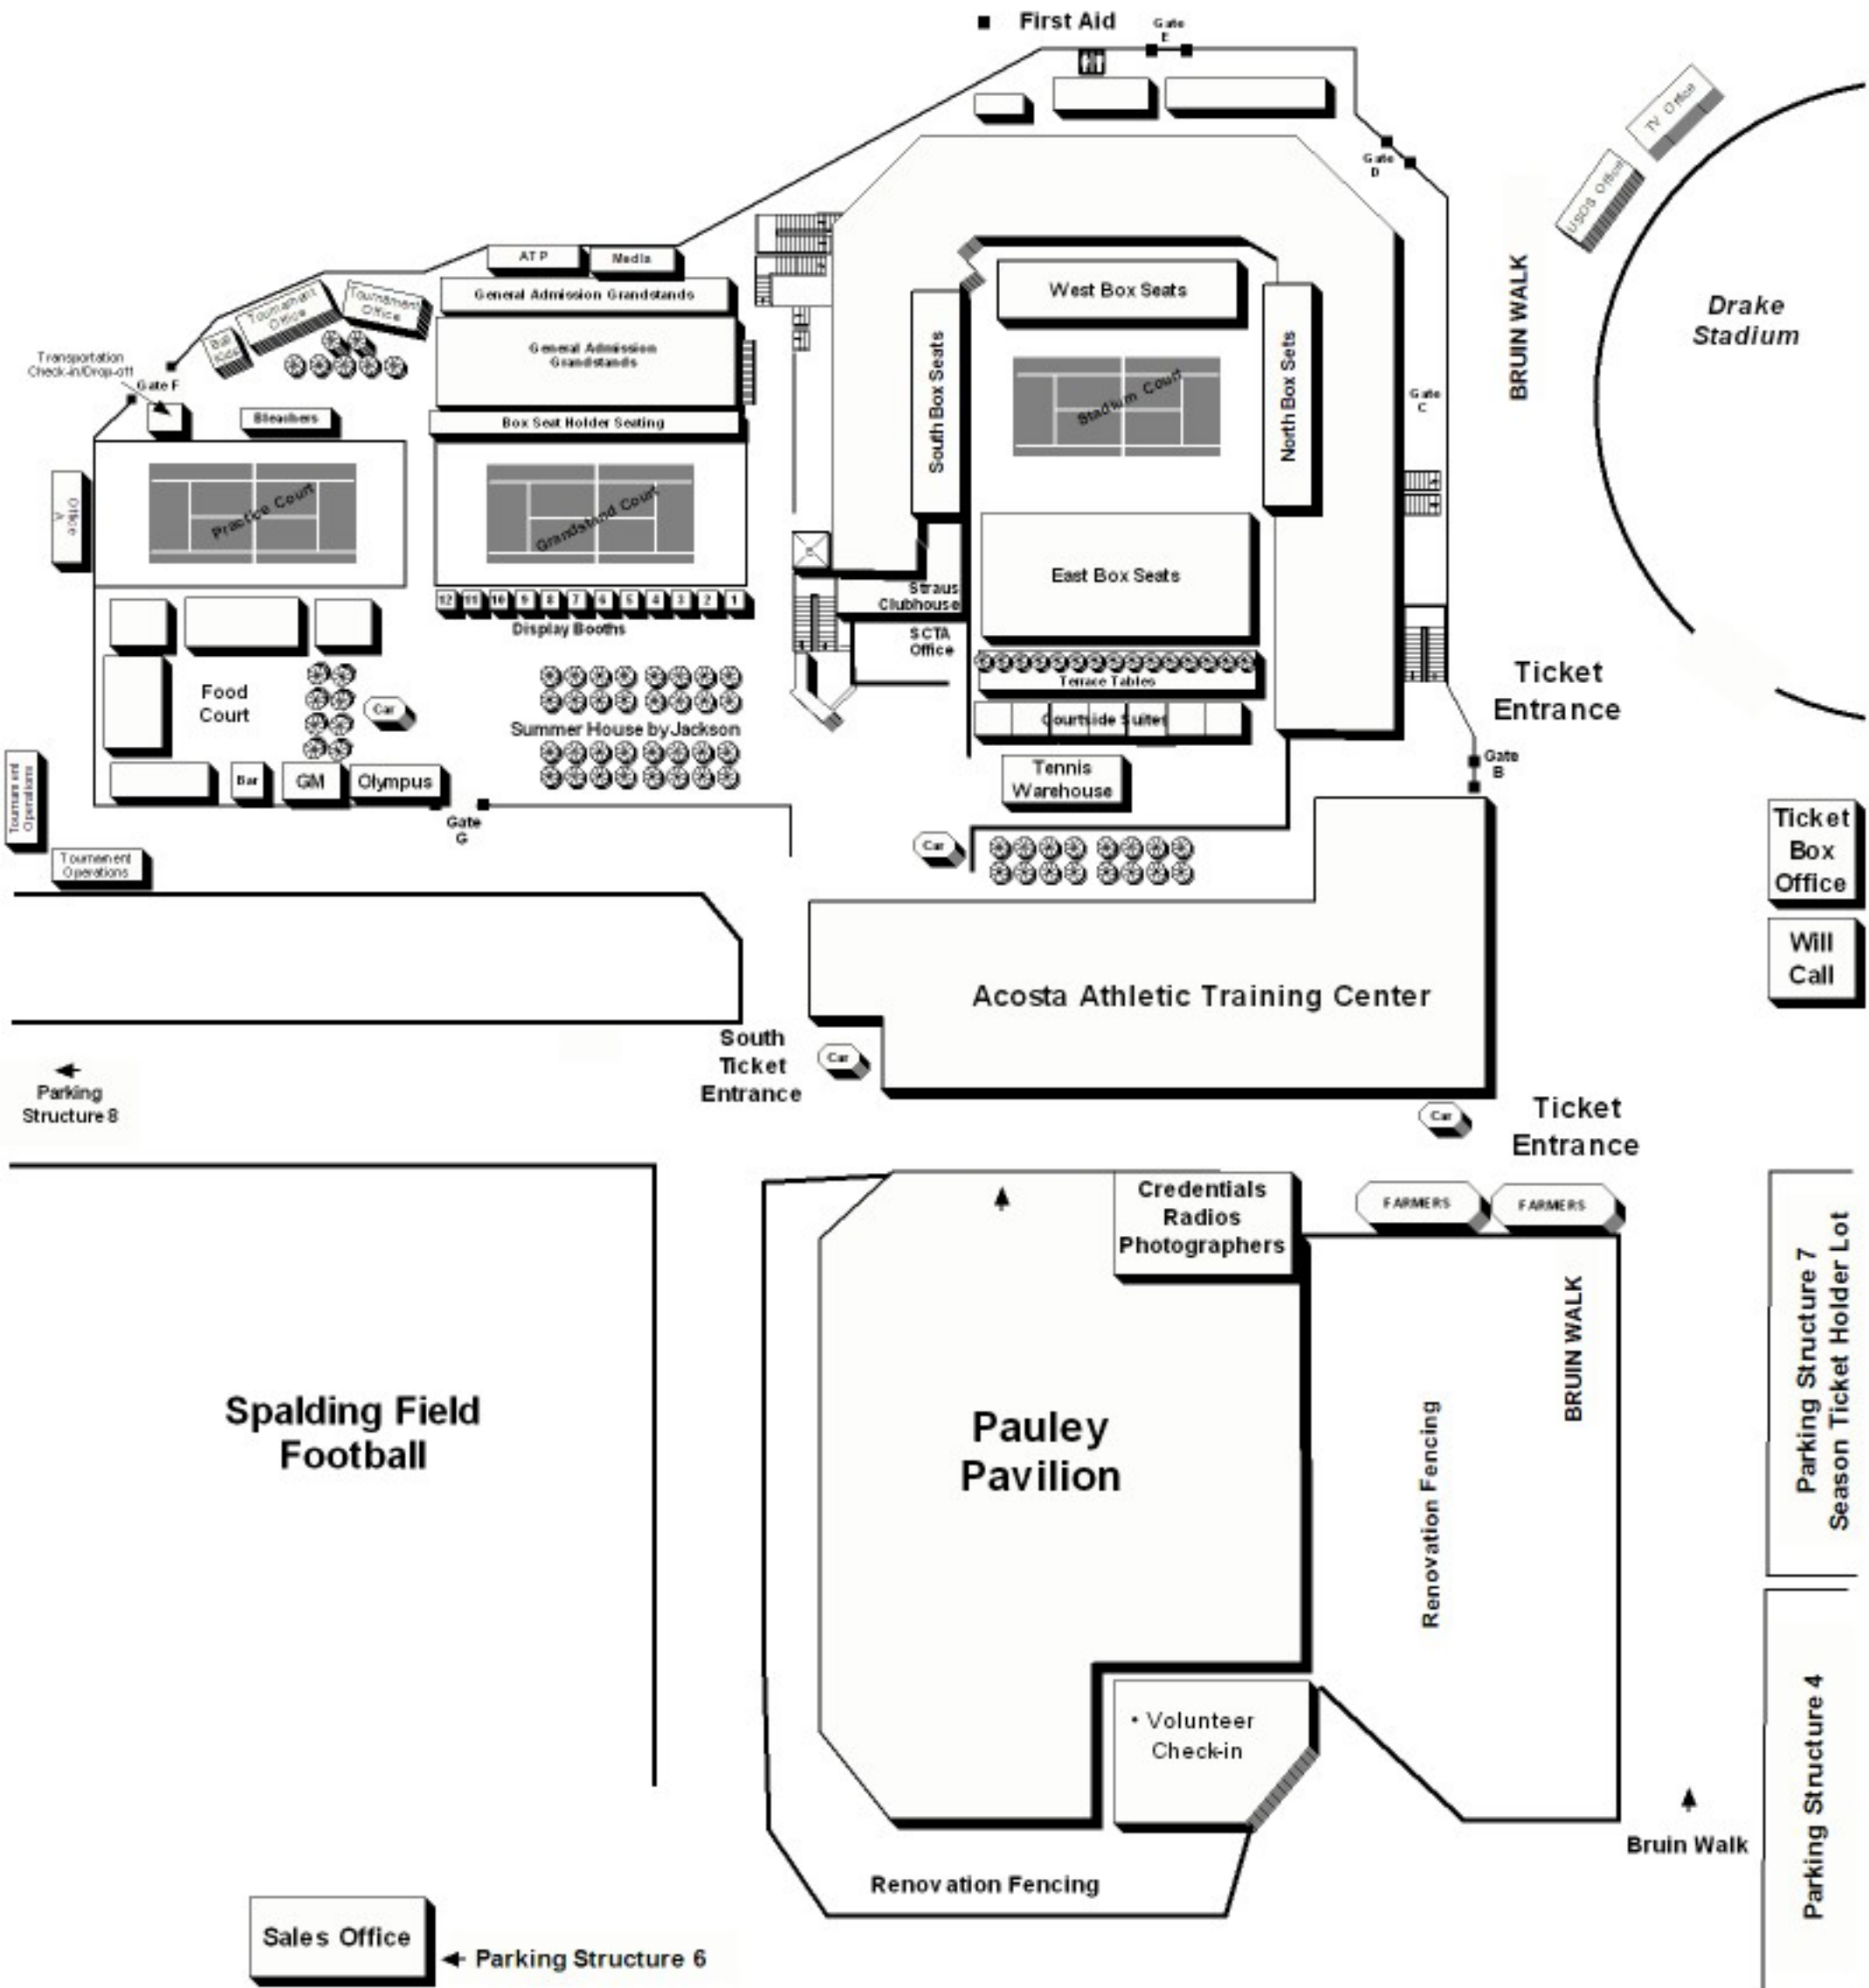 First Aid
Gate
E
Gate
D
TV Office
USDS Office
BRUIN WALK
Drake
Stadium
ATP
Media
General Admission Grandstands
General Admission
Grandstands
Box Seat Holder Seating
Tournament
Office
Tournament
Office
Ball
Kids
Transportation
Check-in/Drop-off
Gate F
Bleachers
Office
A
Practice Court
Grandstand Court
West Box Seats
South Box Seats
North Box Sets
Stadium Court
Gate
C
East Box Seats
Straus
Clubhouse
SCTA
Office
Terrace Tables
Courtside Suites
Tennis
Warehouse
12 11 10 9 8 7 6 5 4 3 2 1
Display Booths
Food
Court
Car
Summer House by Jackson
Bar
GM
Olympus
Gate
G
Tournament
Operations
Tournament
Operations
Car
Ticket
Entrance
Gate
B
Ticket
Box
Office
Will
Call
Acosta Athletic Training Center
South
Ticket
Entrance
Car
Parking
Structure 8
Car
Ticket
Entrance
Credentials
Radios
Photographers
FARMERS
FARMERS
BRUIN WALK
Renovation Fencing
Parking Structure 7
Season Ticket Holder Lot
Spalding Field
Football
Pauley
Pavilion
• Volunteer
Check-in
Parking Structure 4
Bruin Walk
Renovation Fencing
Sales Office
Parking Structure 6